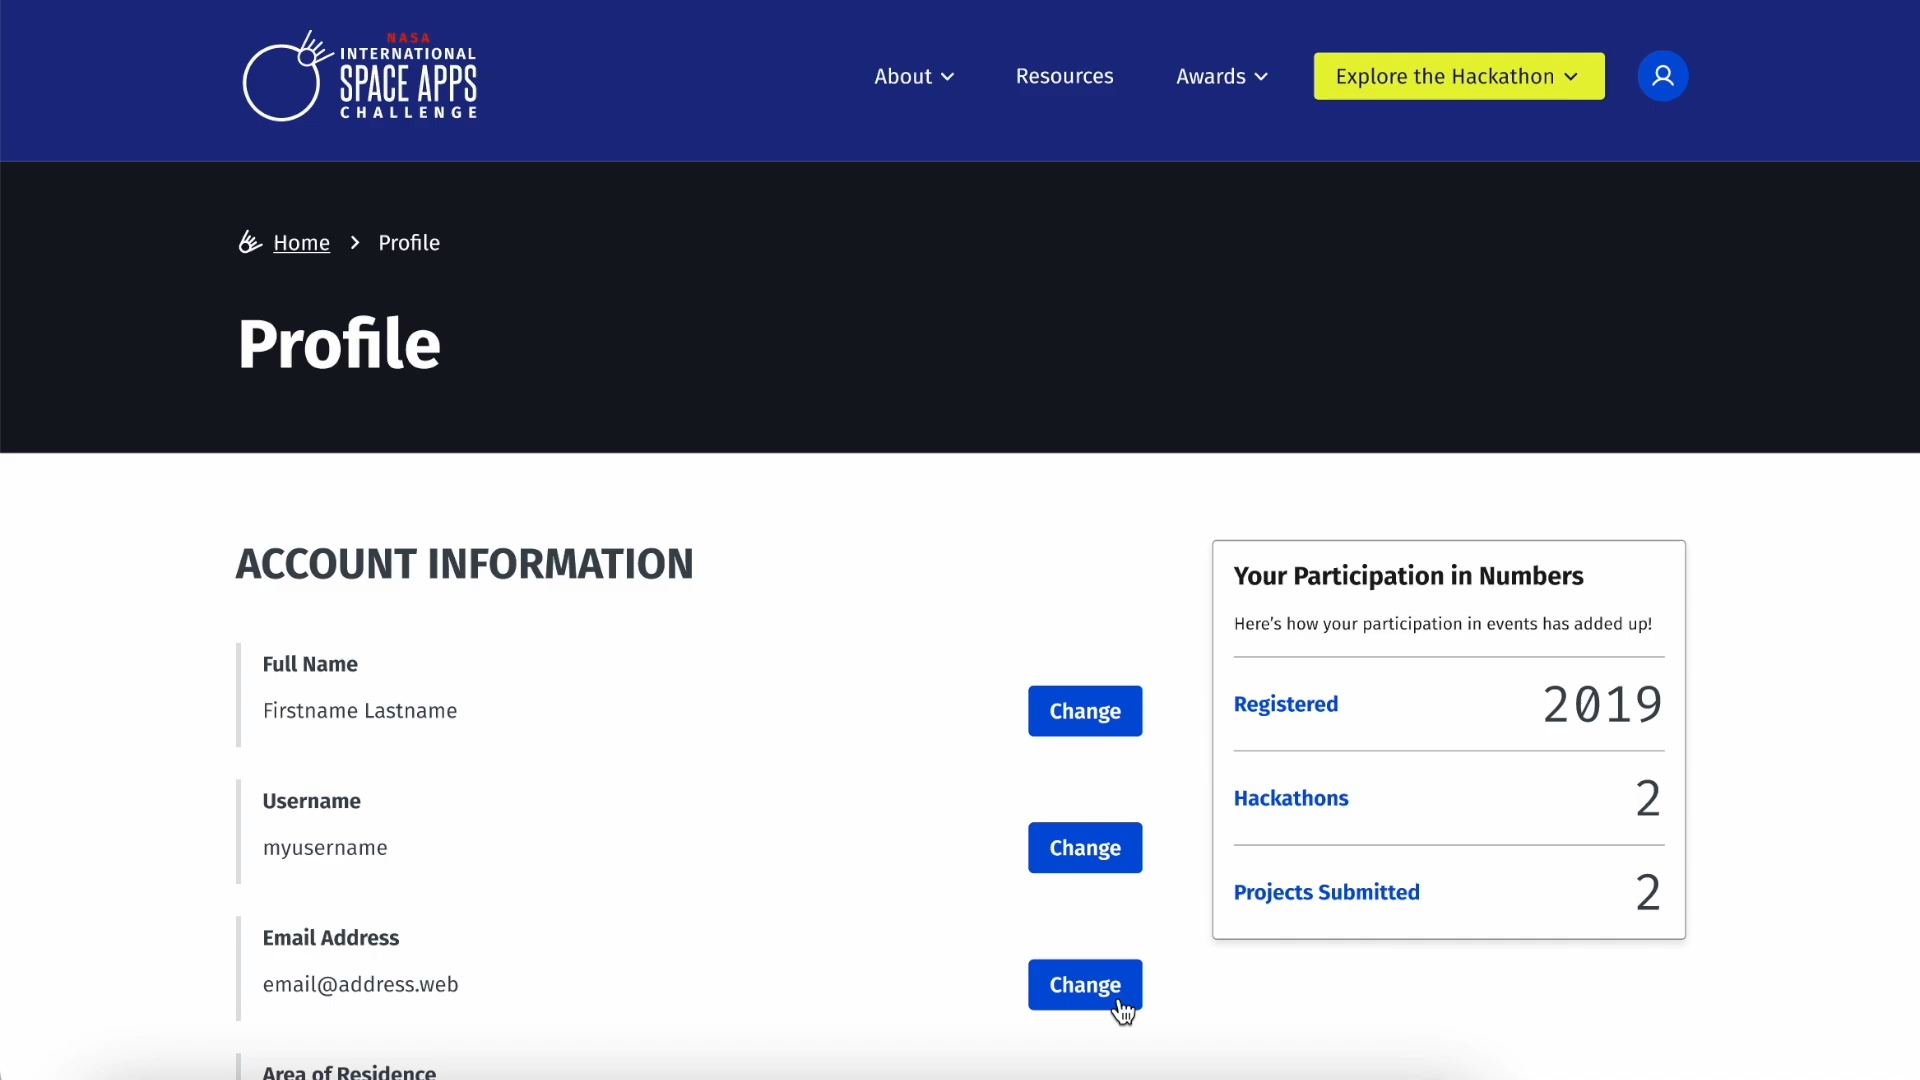 NASA
INTERNATIONAL
SPACE APPS
CHALLENGE
About
Resources
Awards
Explore the Hackathon
Home > Profile
Profile
ACCOUNT INFORMATION
Full Name
Firstname Lastname
Change
Username
myusername
Change
Email Address
email@address.web
Change
Area of Residence
Your Participation in Numbers
Here's how your participation in events has added up!
Registered 2019
Hackathons 2
Projects Submitted 2